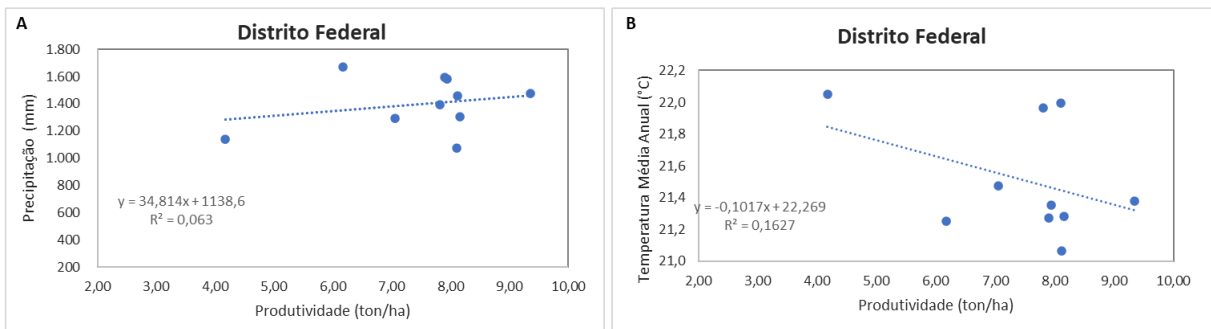 A
Distrito Federal
Precipitação (mm)
1.800
1.600
1.400
1.200
1.000
800
600
400
200
y = 34,814x + 1138,6
R² = 0,063
2,00 3,00 4,00 5,00 6,00 7,00 8,00 9,00 10,00
Produtividade (ton/ha)
B
Distrito Federal
Temperatura Média Anual (°C)
22,2
22,0
21,8
21,6
21,4
21,2
21,0
y = -0,1017x + 22,269
R² = 0,1627
2,00 3,00 4,00 5,00 6,00 7,00 8,00 9,00 10,00
Produtividade (ton/ha)